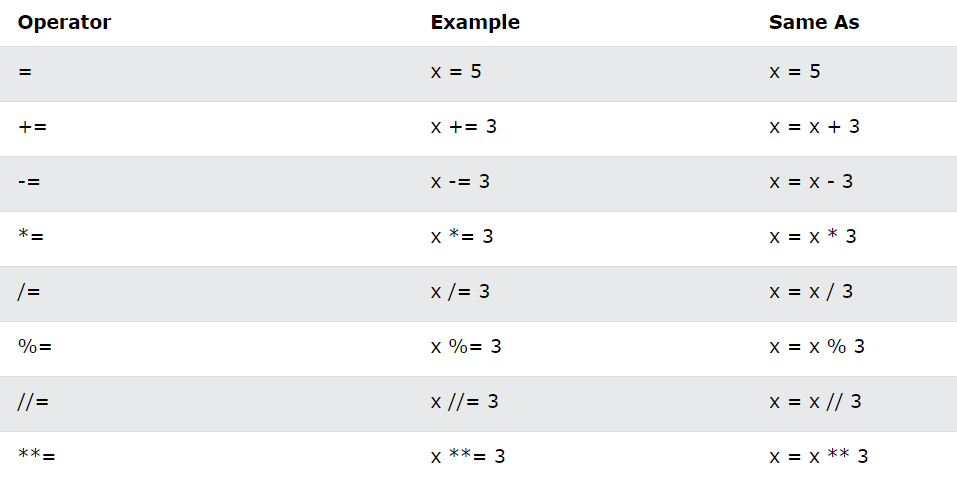 Operator Example Same As
= x = 5 x = 5
+= x += 3 x = x + 3
-= x -= 3 x = x - 3
*= x *= 3 x = x * 3
/= x /= 3 x = x / 3
%= x %= 3 x = x % 3
//= x //= 3 x = x // 3
**= x **= 3 x = x ** 3